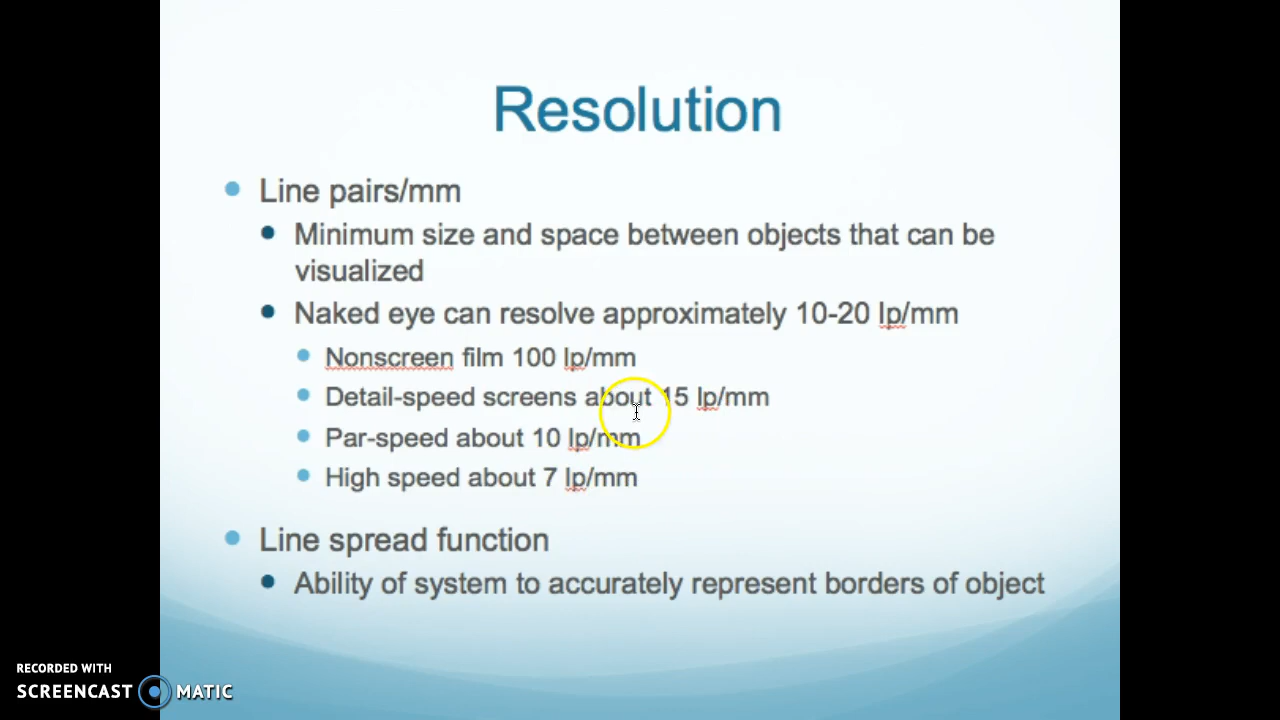 Resolution
Line pairs/mm
Minimum size and space between objects that can be
visualized
Naked eye can resolve approximately 10-20 lp/mm
Nonscreen film 100 lp/mm
Detail-speed screens about 15 lp/mm
Par-speed about 10 lp/mm
High speed about 7 lp/mm
Line spread function
Ability of system to accurately represent borders of object
RECORDED WITH
SCREENCAST MATIC